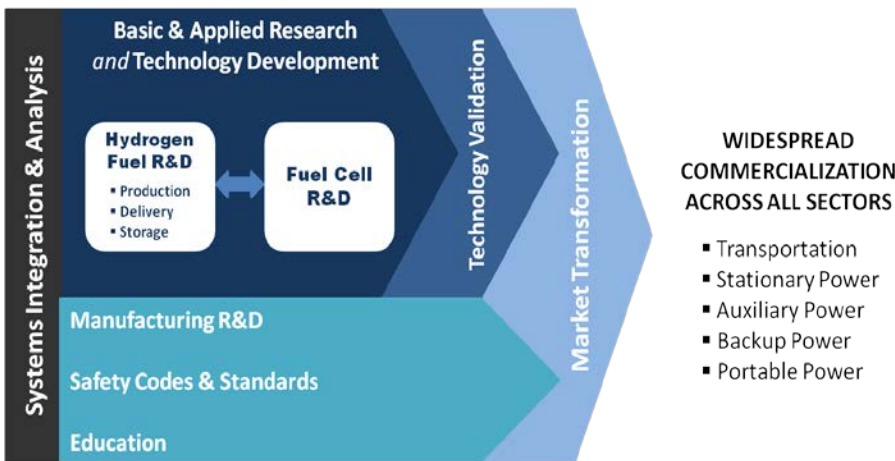 Systems Integration & Analysis
Basic & Applied Research
and Technology Development
Hydrogen
Fuel R&D
▪ Production
▪ Delivery
▪ Storage
Fuel Cell
R&D
Technology Validation
Market Transformation
Manufacturing R&D
Safety Codes & Standards
Education
WIDESPREAD
COMMERCIALIZATION
ACROSS ALL SECTORS
▪ Transportation
▪ Stationary Power
▪ Auxiliary Power
▪ Backup Power
▪ Portable Power